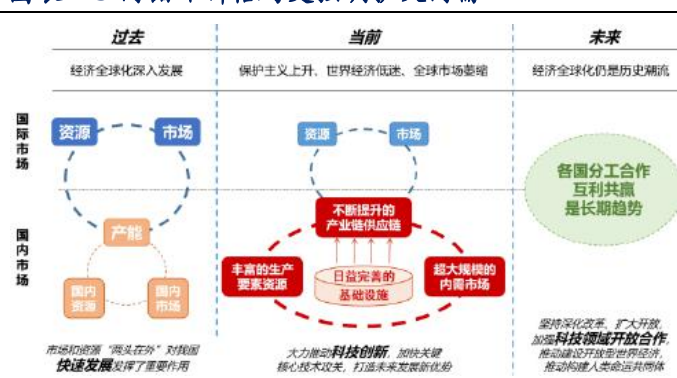 过去
当前
未来
经济全球化深入发展
保护主义上升、世界经济低迷、全球市场萎缩
经济全球化仍是历史潮流
国际市场
资源
市场
资源
市场
各国分工合作
互利共赢
是长期趋势
国内市场
产能
国内
资源
国内
市场
不断提升的
产业链供应链
丰富的生产
要素资源
日益完善的
基础设施
超大规模的
内需市场
市场和资源“两头在外”对我国
快速发展发挥了重要作用
大力推动科技创新,加快关键
核心技术攻关,打造未来发展新优势
坚持深化改革、扩大开放,
加强科技领域开放合作,
推动建设开放型世界经济,
推动构建人类命运共同体